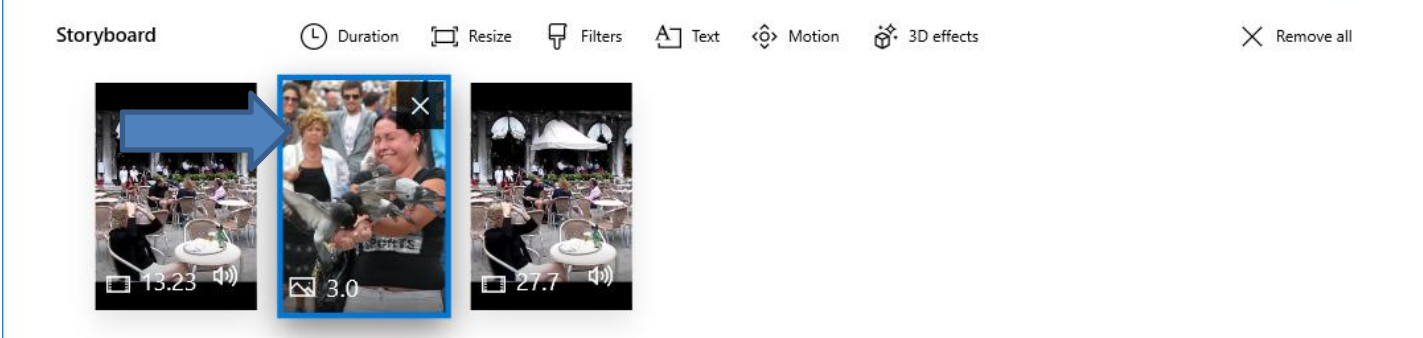 Storyboard Duration Resize Filters Text Motion 3D effects Remove all
13.23 3.0 27.7